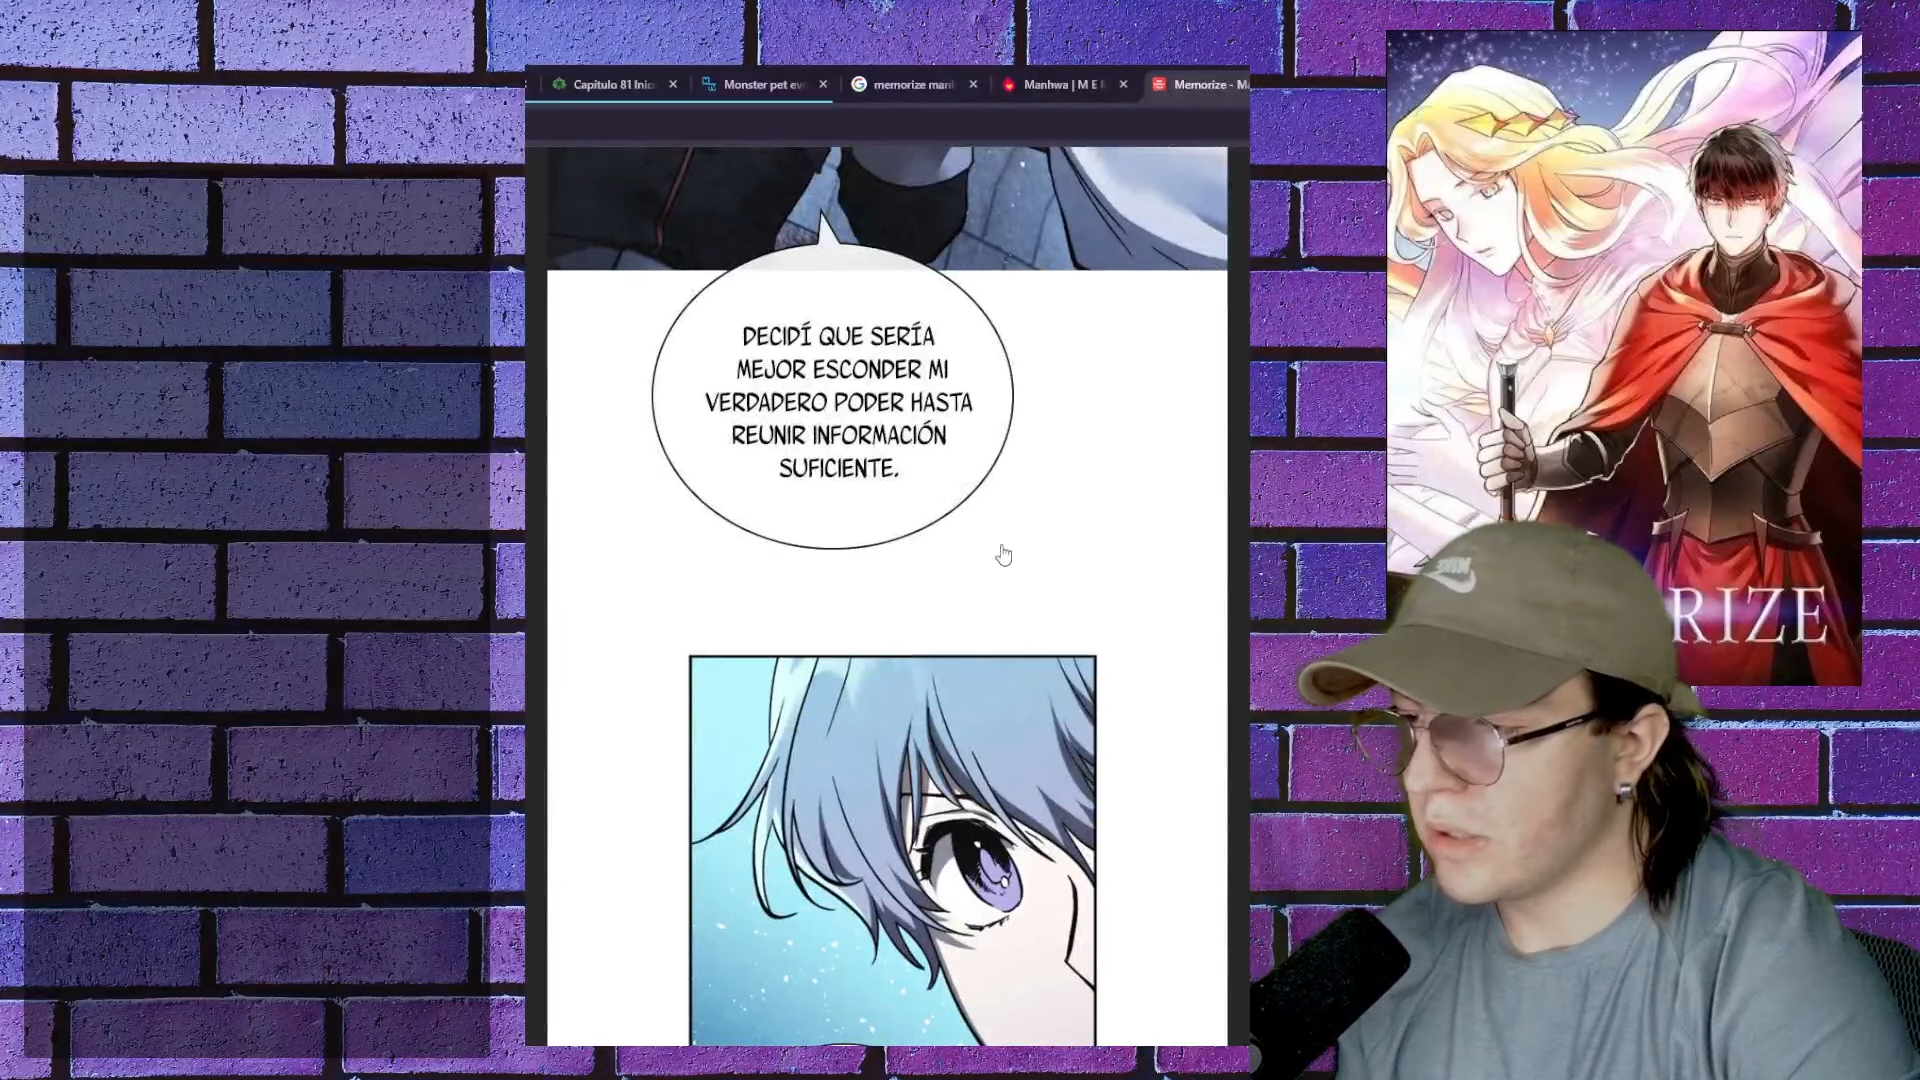 Capítulo 81 Inic
Monster pet ev
memorize man
Manhwa | M E
Memorize - M
DECIDÍ QUE SERÍA
MEJOR ESCONDER MI
VERDADERO PODER HASTA
REUNIR INFORMACIÓN
SUFICIENTE.
RIZE
NIKE